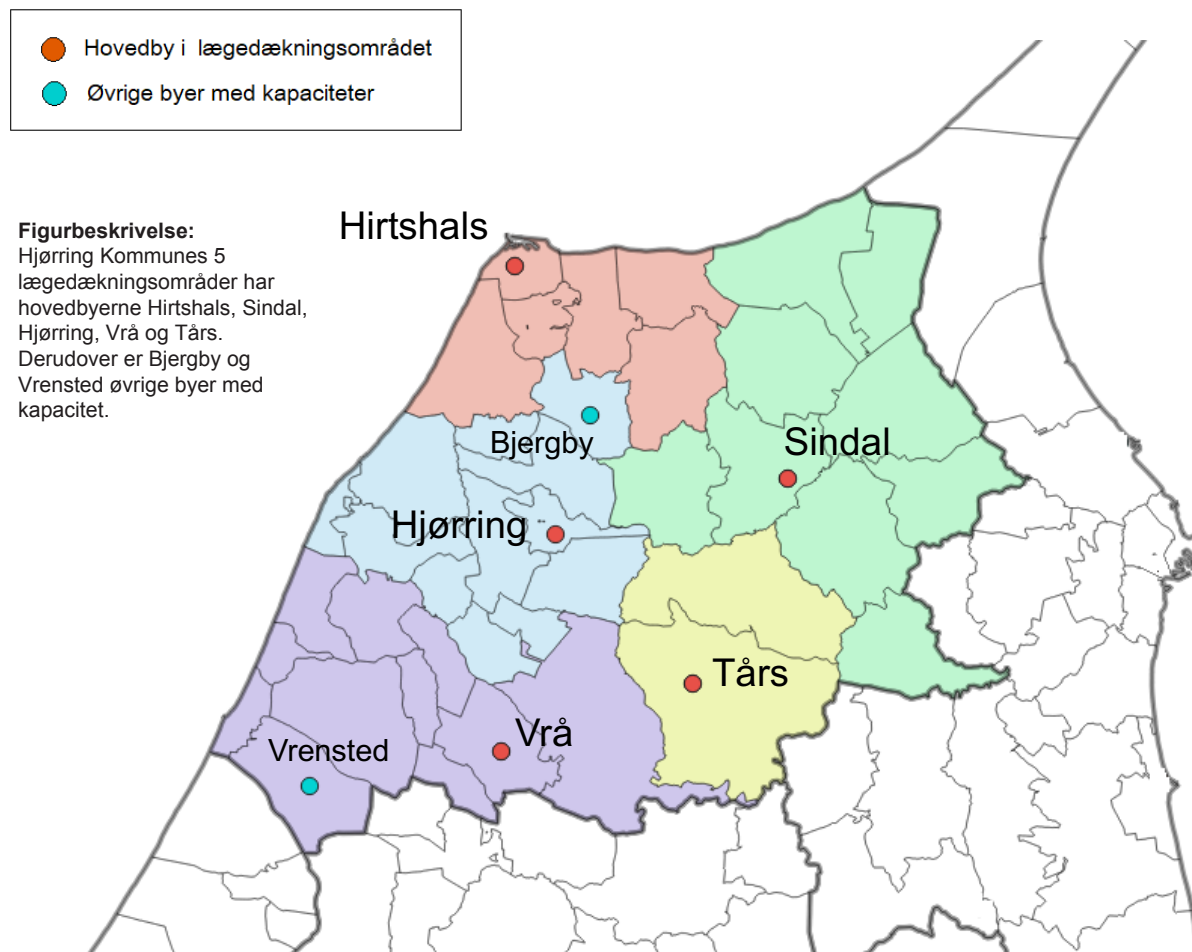 Hovedby i lægedækningsområdet
Øvrige byer med kapaciteter
Figurbeskrivelse:
Hjørring Kommunes 5
lægedækningsområder har
hovedbyerne Hirtshals, Sindal,
Hjørring, Vrå og Tårs.
Derudover er Bjergby og
Vrensted øvrige byer med
kapacitet.
Hirtshals
Bjergby
Sindal
Hjørring
Tårs
Vrå
Vrensted